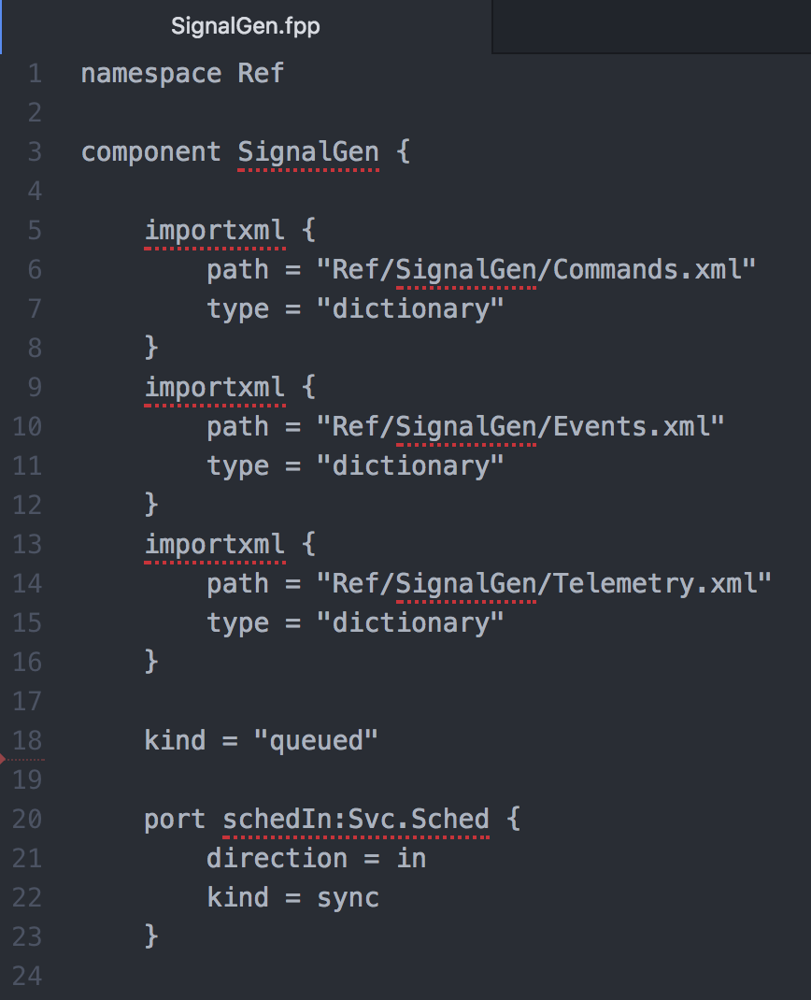 SignalGen.fpp
1 namespace Ref
2
3 component SignalGen {
4
5     importxml {
6         path = "Ref/SignalGen/Commands.xml"
7         type = "dictionary"
8     }
9     importxml {
10         path = "Ref/SignalGen/Events.xml"
11         type = "dictionary"
12     }
13     importxml {
14         path = "Ref/SignalGen/Telemetry.xml"
15         type = "dictionary"
16     }
17
18     kind = "queued"
19
20     port schedIn:Svc.Sched {
21         direction = in
22         kind = sync
23     }
24